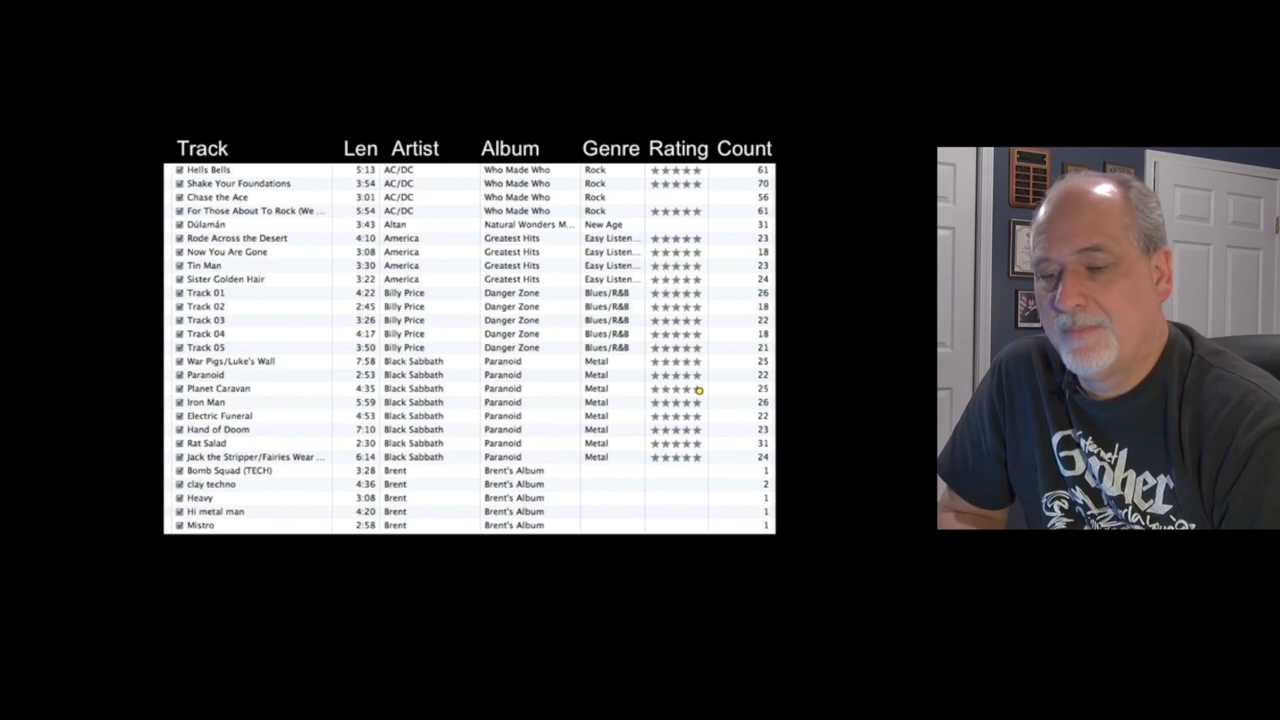 Track Len Artist Album Genre Rating Count
Hells Bells 5:13 AC/DC Who Made Who Rock ★★★★★ 61
Shake Your Foundations 3:54 AC/DC Who Made Who Rock ★★★★★ 70
Chase the Ace 3:01 AC/DC Who Made Who Rock 56
For Those About To Rock (We ... 5:54 AC/DC Who Made Who Rock ★★★★★ 61
Dúlamán 3:43 Altan Natural Wonders M... New Age 31
Rode Across the Desert 4:10 America Greatest Hits Easy Listen... ★★★★★ 23
Now You Are Gone 3:08 America Greatest Hits Easy Listen... ★★★★★ 18
Tin Man 3:30 America Greatest Hits Easy Listen... ★★★★★ 23
Sister Golden Hair 3:22 America Greatest Hits Easy Listen... ★★★★★ 24
Track 01 4:22 Billy Price Danger Zone Blues/R&B ★★★★★ 26
Track 02 2:45 Billy Price Danger Zone Blues/R&B ★★★★★ 18
Track 03 3:26 Billy Price Danger Zone Blues/R&B ★★★★★ 22
Track 04 4:17 Billy Price Danger Zone Blues/R&B ★★★★★ 18
Track 05 3:50 Billy Price Danger Zone Blues/R&B ★★★★★ 21
War Pigs/Luke's Wall 7:58 Black Sabbath Paranoid Metal ★★★★★ 25
Paranoid 2:53 Black Sabbath Paranoid Metal ★★★★★ 22
Planet Caravan 4:35 Black Sabbath Paranoid Metal ★★★★★ 25
Iron Man 5:59 Black Sabbath Paranoid Metal ★★★★★ 26
Electric Funeral 4:53 Black Sabbath Paranoid Metal ★★★★★ 22
Hand of Doom 7:10 Black Sabbath Paranoid Metal ★★★★★ 23
Rat Salad 2:30 Black Sabbath Paranoid Metal ★★★★★ 31
Jack the Stripper/Fairies Wear ... 6:14 Black Sabbath Paranoid Metal ★★★★★ 24
Bomb Squad (TECH) 3:28 Brent Brent's Album 1
clay techno 4:36 Brent Brent's Album 2
Heavy 3:08 Brent Brent's Album 1
Hi metal man 4:20 Brent Brent's Album 1
Mistro 2:58 Brent Brent's Album 1
Internet
Gopher